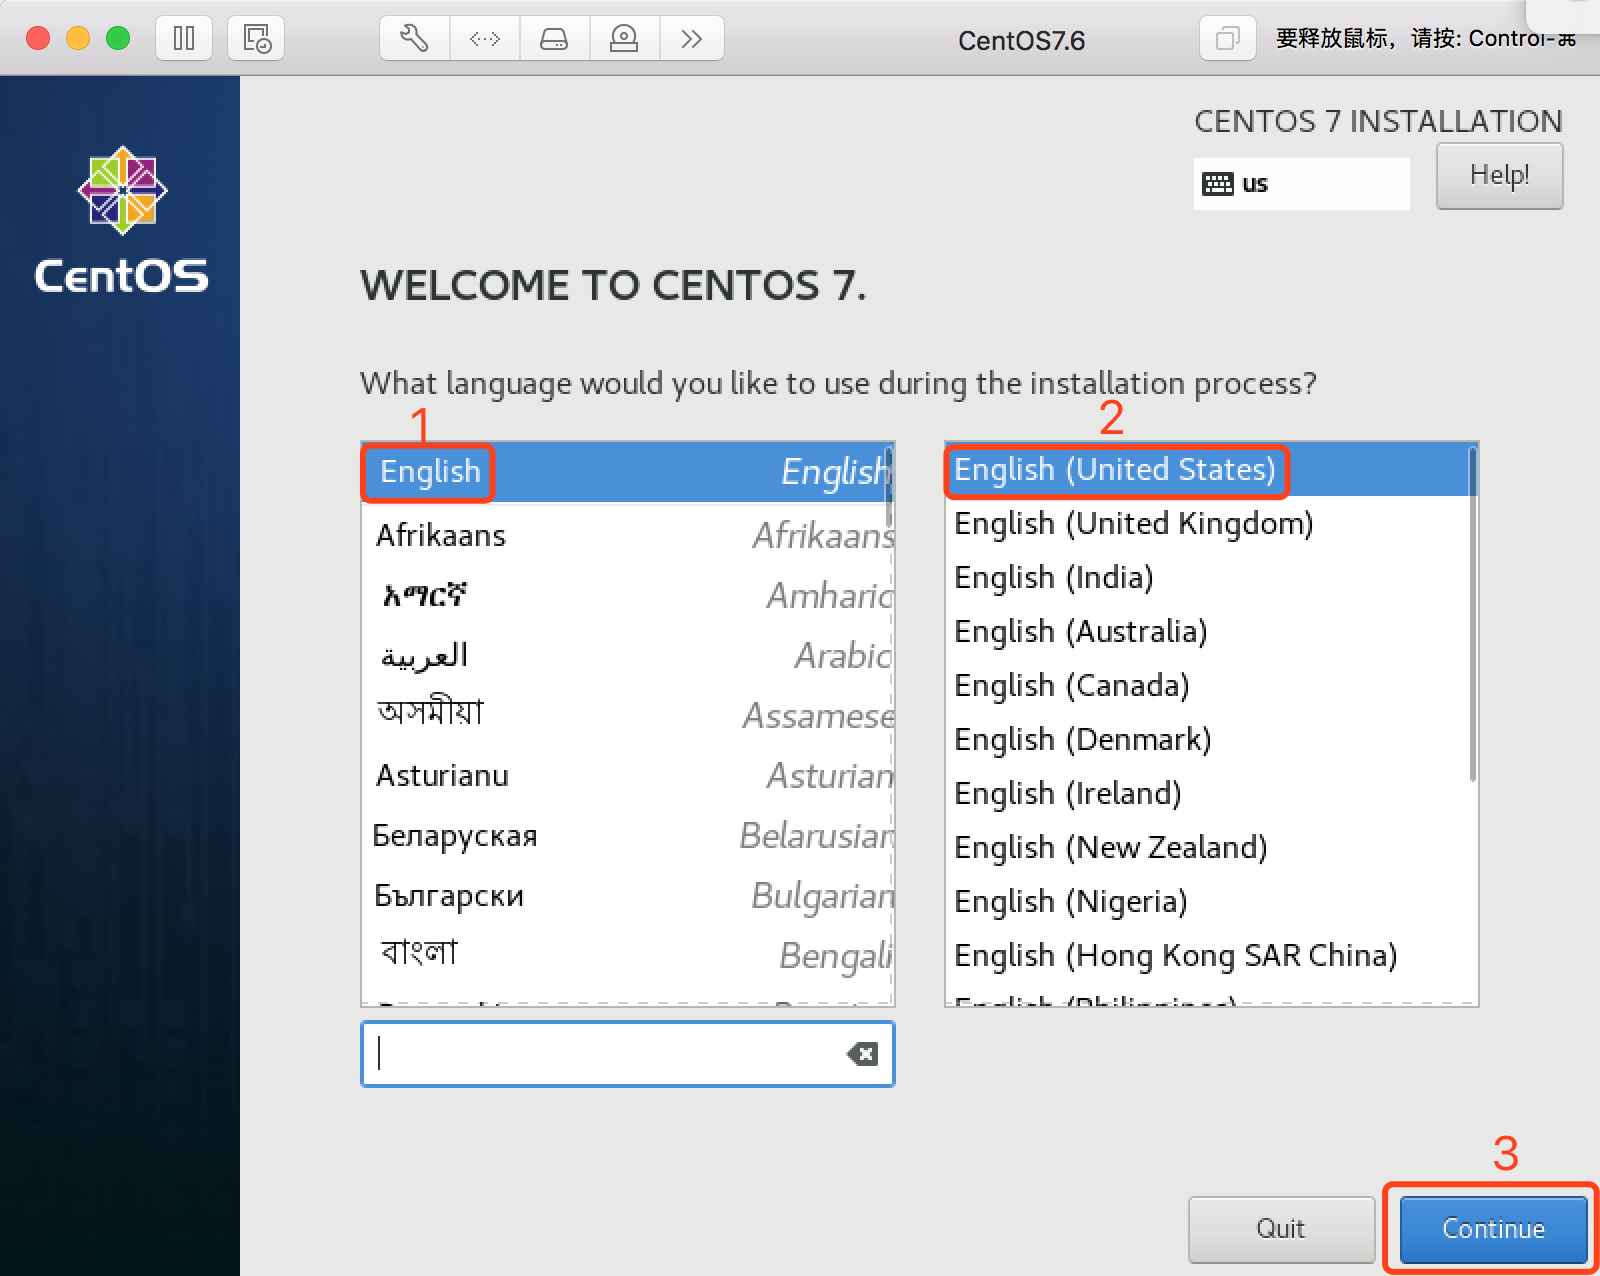 CentOS7.6
要释放鼠标，请按: Control-⌘
CENTOS 7 INSTALLATION
us
Help!
CentOS
WELCOME TO CENTOS 7.
What language would you like to use during the installation process?
1
2
English English
Afrikaans Afrikaans
አማርኛ Amharic
العربية Arabic
অসমীয়া Assamese
Asturianu Asturian
Беларуская Belarusian
Български Bulgarian
বাংলা Bengali
English (United States)
English (United Kingdom)
English (India)
English (Australia)
English (Canada)
English (Denmark)
English (Ireland)
English (New Zealand)
English (Nigeria)
English (Hong Kong SAR China)
English (Philippines)
3
Quit
Continue